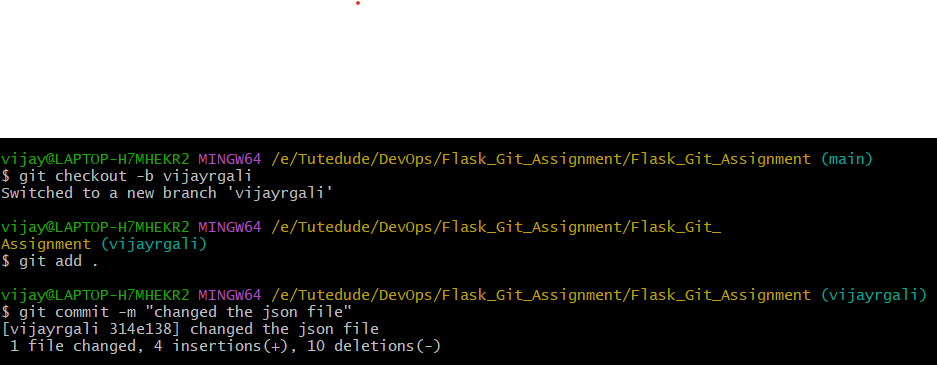 vijay@LAPTOP-H7MHEKR2 MINGW64 /e/Tutedude/DevOps/Flask_Git_Assignment/Flask_Git_Assignment (main)
$ git checkout -b vijayrgali
Switched to a new branch 'vijayrgali'
vijay@LAPTOP-H7MHEKR2 MINGW64 /e/Tutedude/DevOps/Flask_Git_Assignment/Flask_Git_
Assignment (vijayrgali)
$ git add .
vijay@LAPTOP-H7MHEKR2 MINGW64 /e/Tutedude/DevOps/Flask_Git_Assignment/Flask_Git_Assignment (vijayrgali)
$ git commit -m "changed the json file"
[vijayrgali 314e138] changed the json file
 1 file changed, 4 insertions(+), 10 deletions(-)